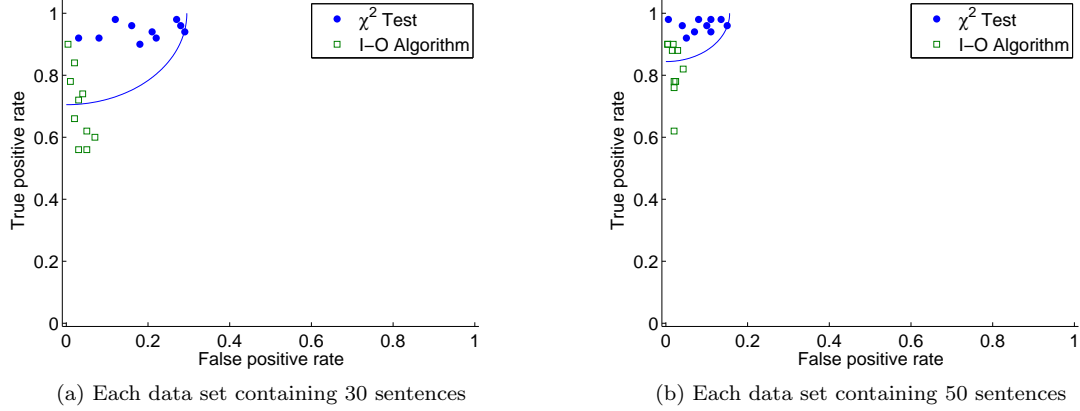 1
0.8
0.6
0.4
0.2
0
True positive rate
0
0.2
0.4
0.6
0.8
1
False positive rate
χ² Test
I−O Algorithm
(a) Each data set containing 30 sentences
1
0.8
0.6
0.4
0.2
0
True positive rate
0
0.2
0.4
0.6
0.8
1
False positive rate
χ² Test
I−O Algorithm
(b) Each data set containing 50 sentences